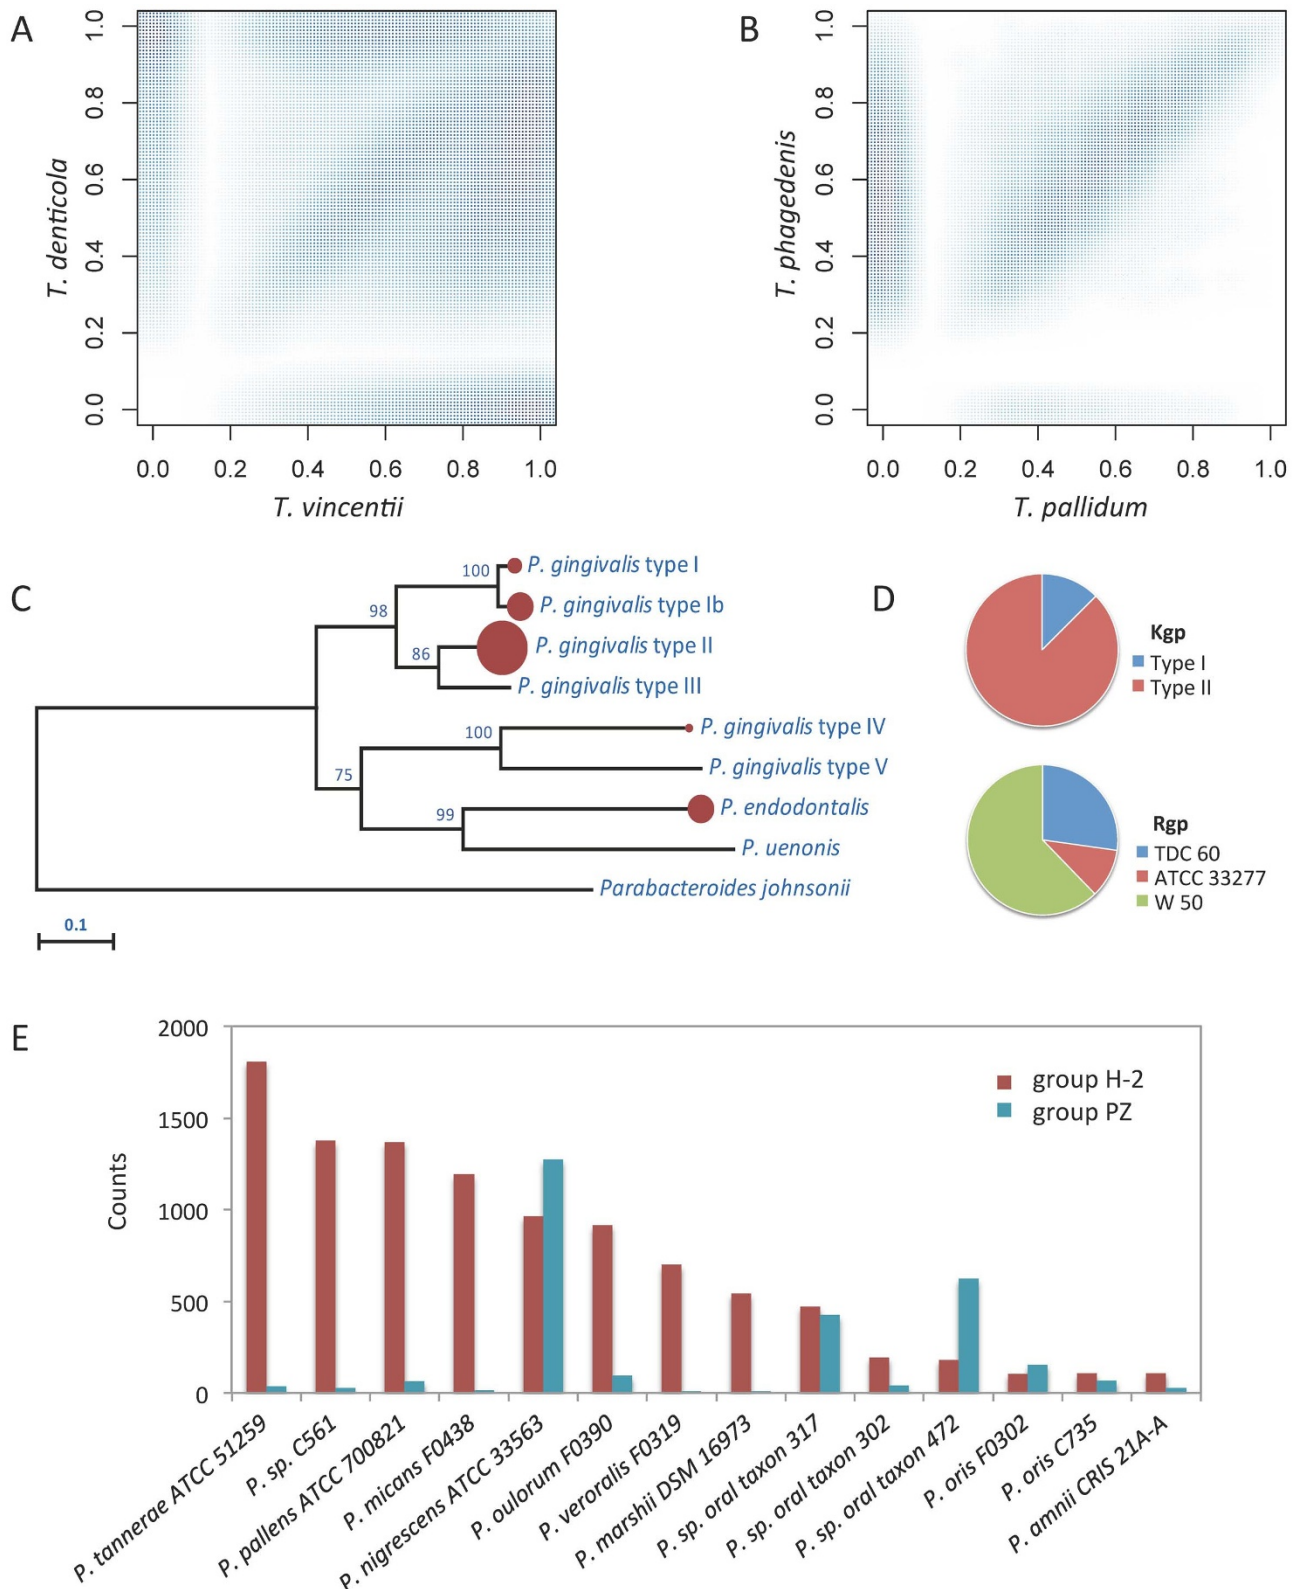 A
1.0
0.8
0.6
0.4
0.2
0.0
T. denticola
0.0 0.2 0.4 0.6 0.8 1.0
T. vincentii
B
1.0
0.8
0.6
0.4
0.2
0.0
T. phagedenis
0.0 0.2 0.4 0.6 0.8 1.0
T. pallidum
C
100
98
86
100
75
99
P. gingivalis type I
P. gingivalis type Ib
P. gingivalis type II
P. gingivalis type III
P. gingivalis type IV
P. gingivalis type V
P. endodontalis
P. uenonis
Parabacteroides johnsonii
0.1
D
Kgp
Type I
Type II
Rgp
TDC 60
ATCC 33277
W 50
E
2000
1500
1000
500
0
Counts
group H-2
group PZ
P. tannerae ATCC 51259
P. sp. C561
P. pallens ATCC 700821
P. micans F0438
P. nigrescens ATCC 33563
P. oulorum F0390
P. veroralis F0319
P. marshii DSM 16973
P. sp. oral taxon 317
P. sp. oral taxon 302
P. sp. oral taxon 472
P. oris F0302
P. oris C735
P. amnii CRIS 21A-A